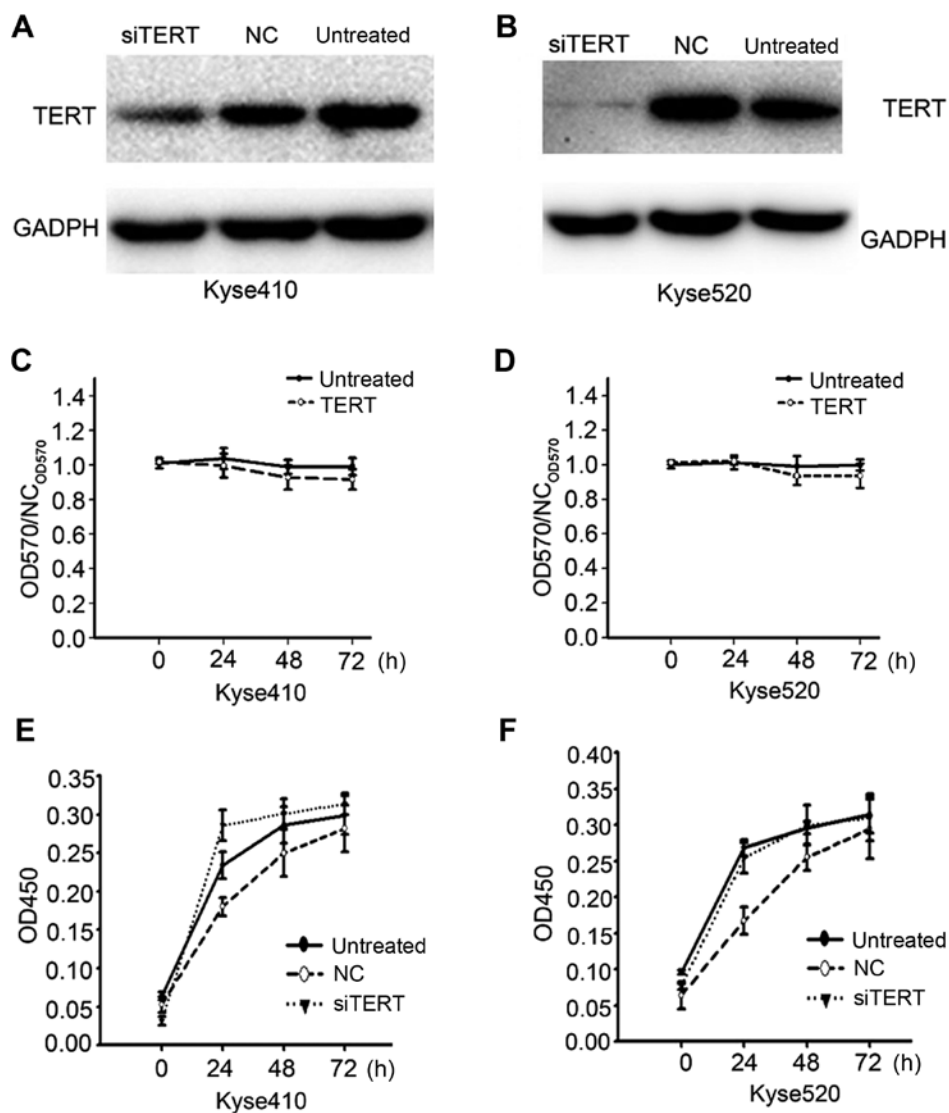 A
siTERT NC Untreated
TERT
GADPH
Kyse410
B
siTERT NC Untreated
TERT
GADPH
Kyse520
C
Untreated
TERT
OD570/NC OD570
1.4
1.2
1.0
0.8
0.6
0.4
0.2
0.0
0 24 48 72 (h)
Kyse410
D
Untreated
TERT
OD570/NC OD570
1.4
1.2
1.0
0.8
0.6
0.4
0.2
0.0
0 24 48 72 (h)
Kyse520
E
OD450
0.35
0.30
0.25
0.20
0.15
0.10
0.05
0.00
Untreated
NC
siTERT
0 24 48 72 (h)
Kyse410
F
OD450
0.40
0.35
0.30
0.25
0.20
0.15
0.10
0.05
0.00
Untreated
NC
siTERT
0 24 48 72 (h)
Kyse520